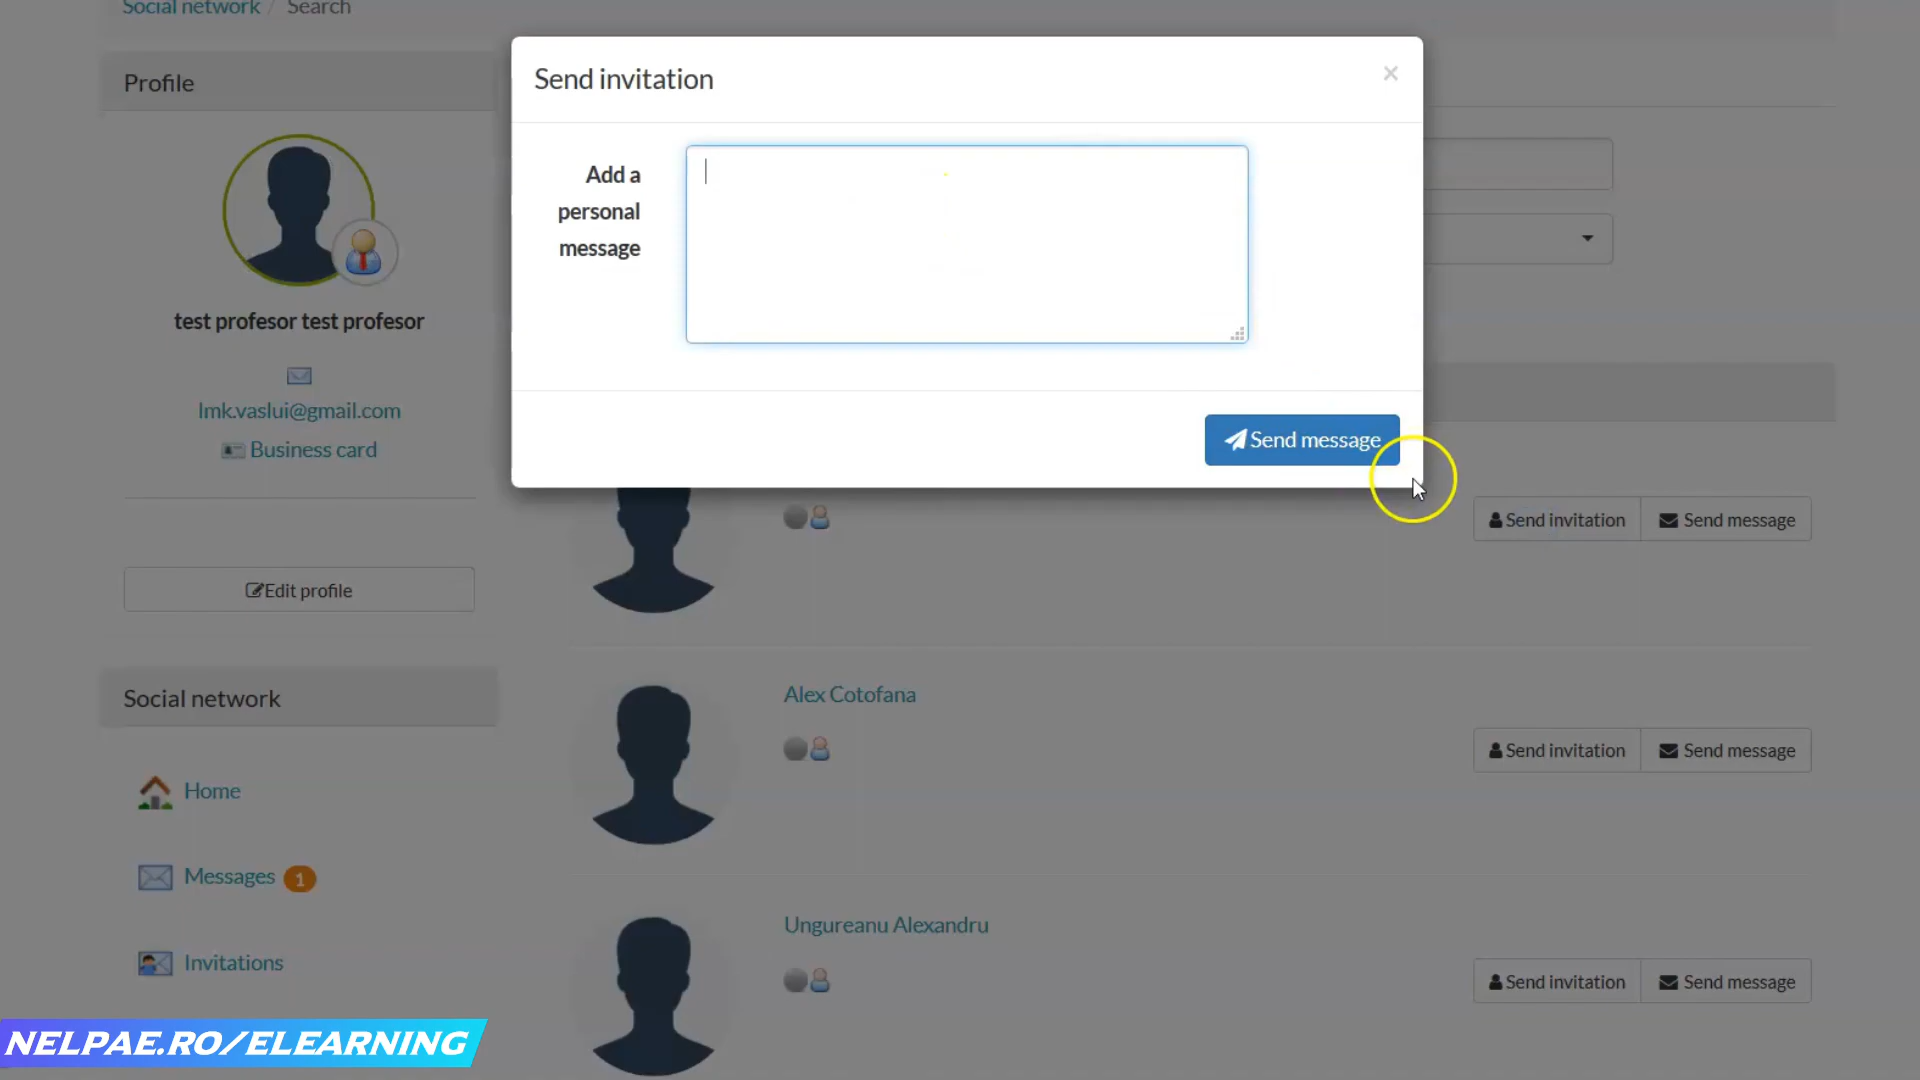 Social network / Search
Profile
test profesor test profesor
lmk.vaslui@gmail.com
Business card
Edit profile
Social network
Home
Messages 1
Invitations
Send invitation
×
Add a
personal
message
Send message
Send invitation Send message
Alex Cotofana
Send invitation Send message
Ungureanu Alexandru
Send invitation Send message
NELPAE.RO/ELEARNING